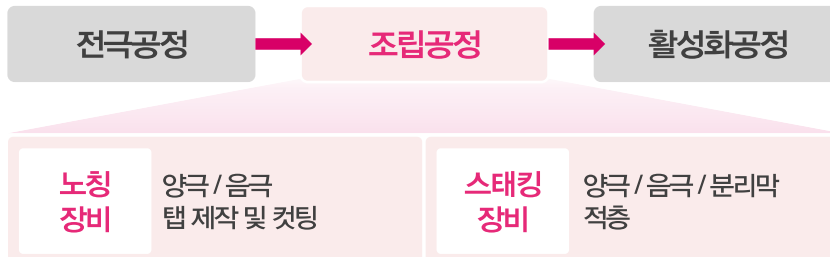 전극공정
조립공정
활성화공정
노칭
장비
양극 / 음극
탭 제작 및 컷팅
스태킹
장비
양극 / 음극 / 분리막
적층